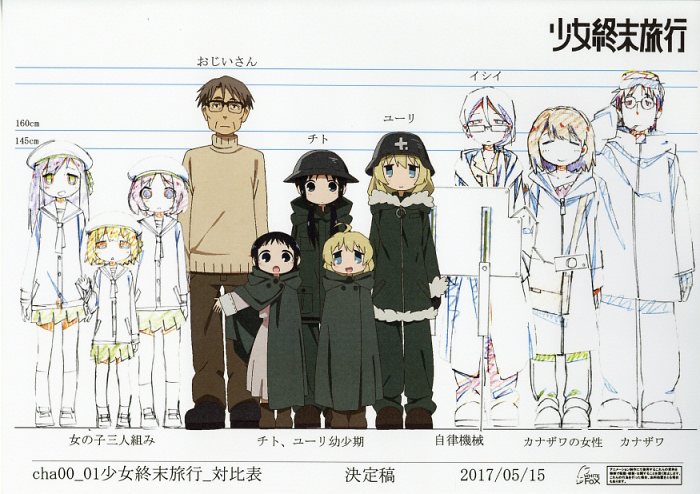 少女終末旅行
おじいさん
イシイ
ユーリ
チト
160cm
145cm
女の子三人組み
チト、ユーリ幼少期
自律機械
カナザワの女性
カナザワ
cha00_01少女終末旅行_対比表
決定稿
2017/05/15
WHITE FOX